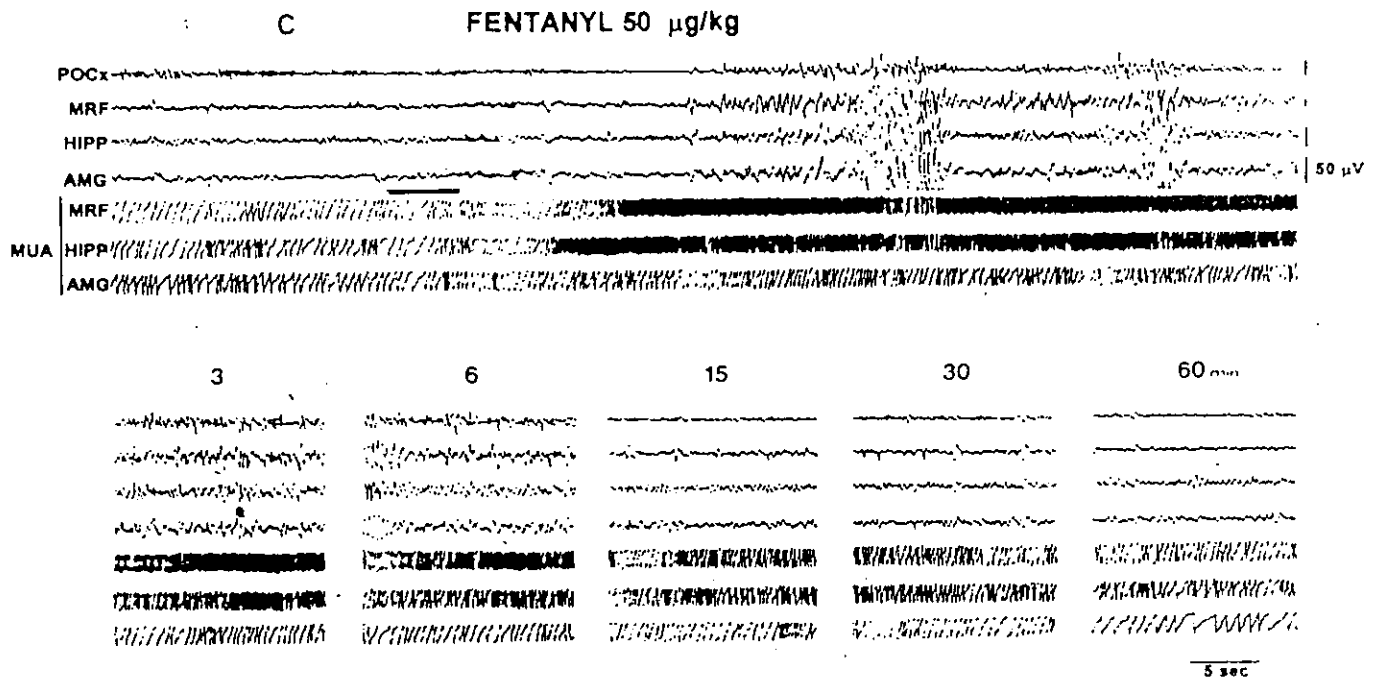 C FENTANYL 50 µg/kg
POCx
MRF
HIPP
AMG
50 µV
MRF
MUA HIPP
AMG
3 6 15 30 60 min
5 sec